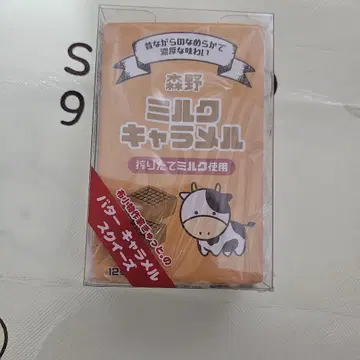 昔ながらのなめらかで
濃厚な味わい
森野
ミルク
キャラメル
搾りたてミルク使用
バター キャラメル
スクイーズ
12
S
9